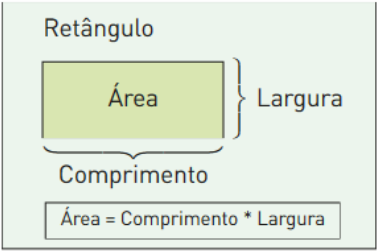 Retângulo
Área
Largura
Comprimento
Área = Comprimento * Largura